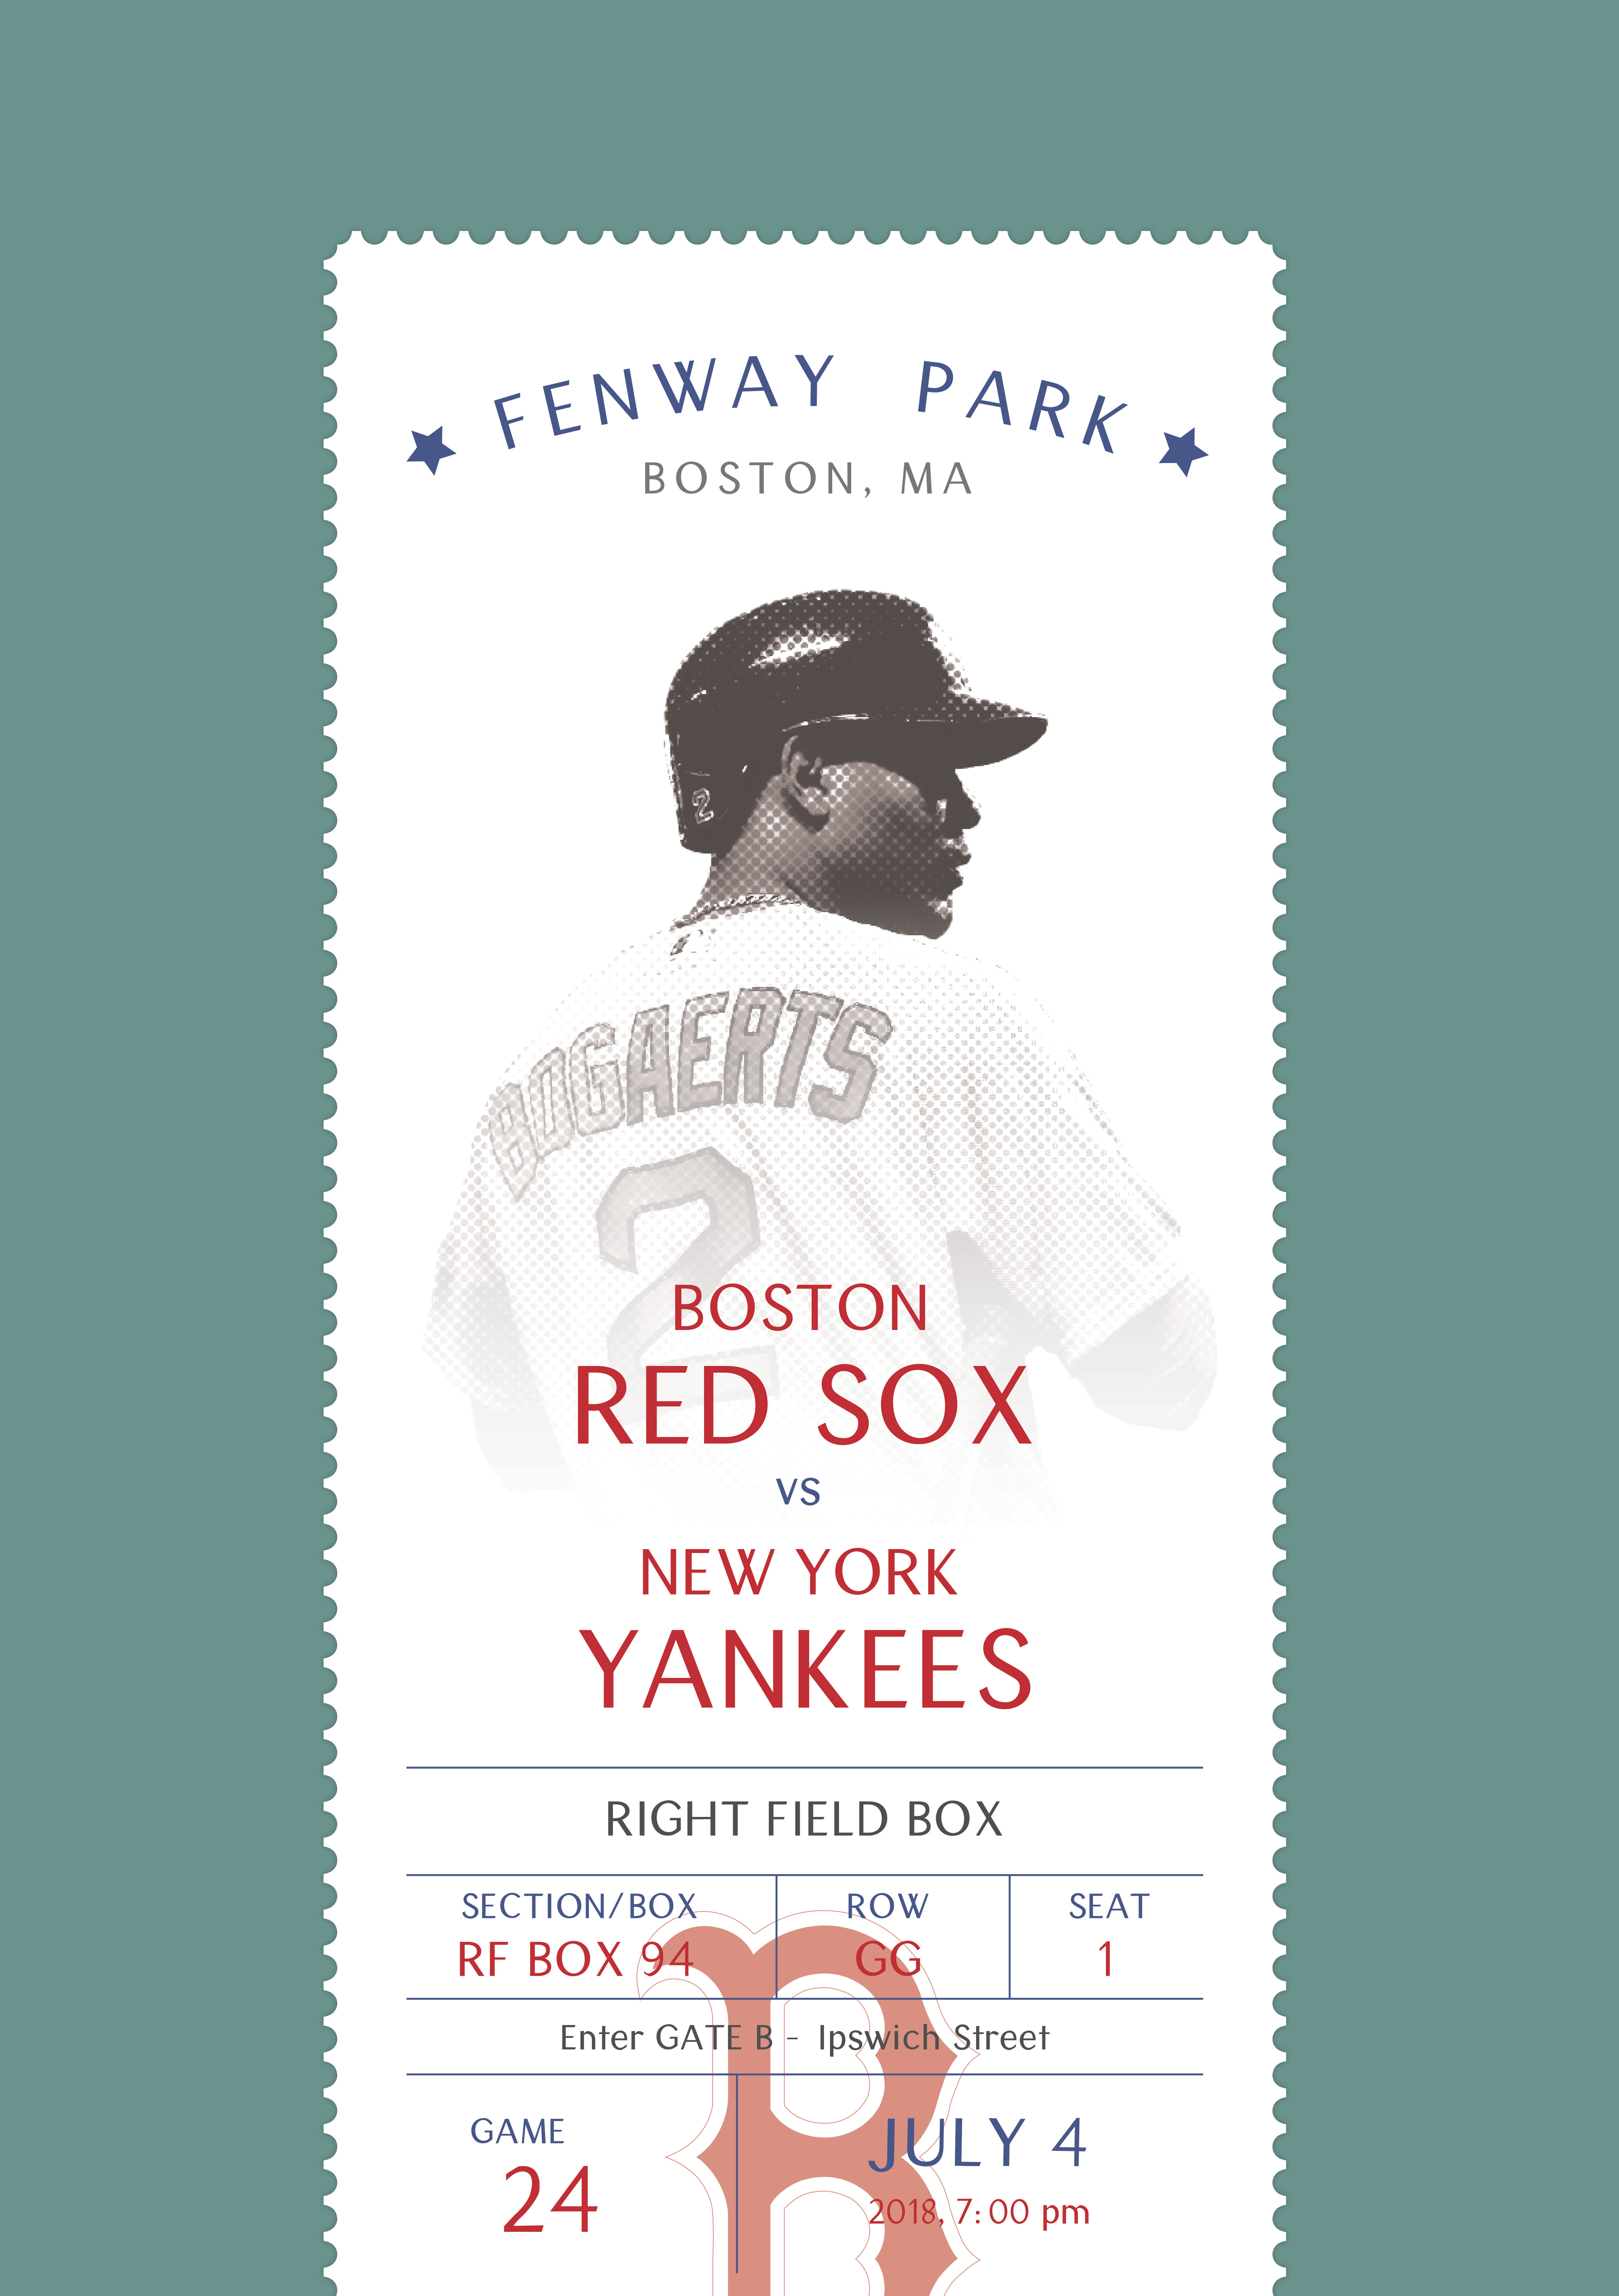 FENWAY PARK
BOSTON, MA
2
BOGAERTS
2
BOSTON
RED SOX
vs
NEW YORK
YANKEES
RIGHT FIELD BOX
SECTION/BOX ROW SEAT
RF BOX 94 GG 1
Enter GATE B - Ipswich Street
GAME JULY 4
24 2018, 7:00 pm
B